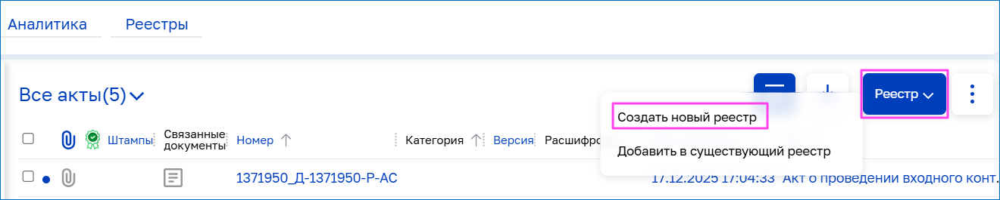 Аналитика Реестры
Все акты(5)
Реестр
Создать новый реестр
Штампы Связанные документы Номер Категория Версия Расшифро
Добавить в существующий реестр
1371950_Д-1371950-Р-АС 17.12.2025 17:04:33 Акт о проведении входного конт.